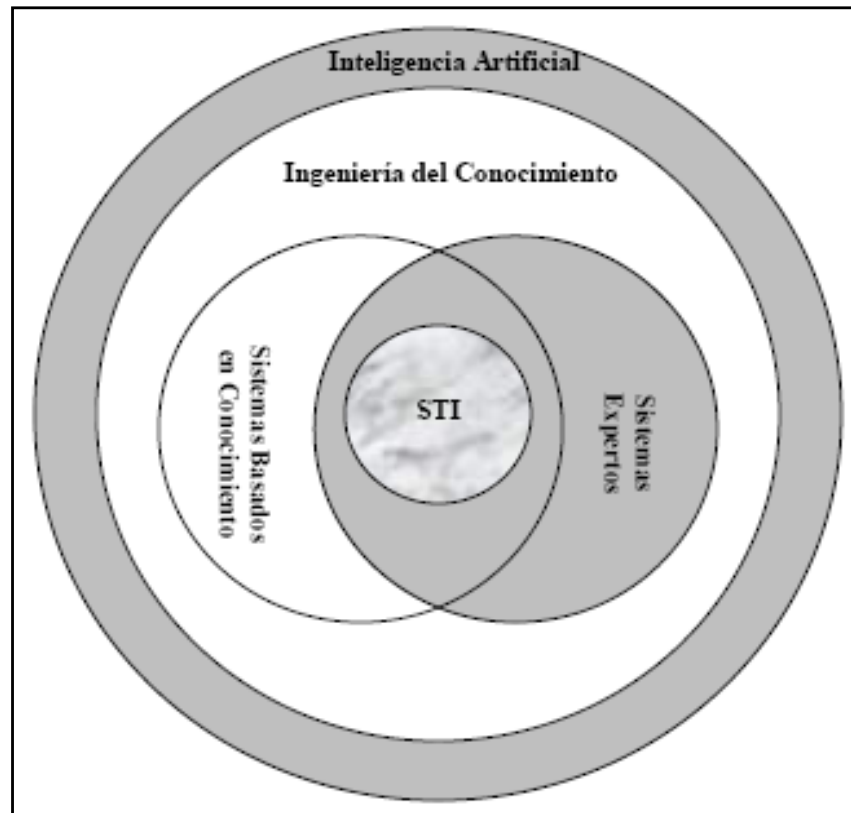 Inteligencia Artificial
Ingeniería del Conocimiento
Sistemas Basados
en Conocimiento
STI
Sistemas
Expertos